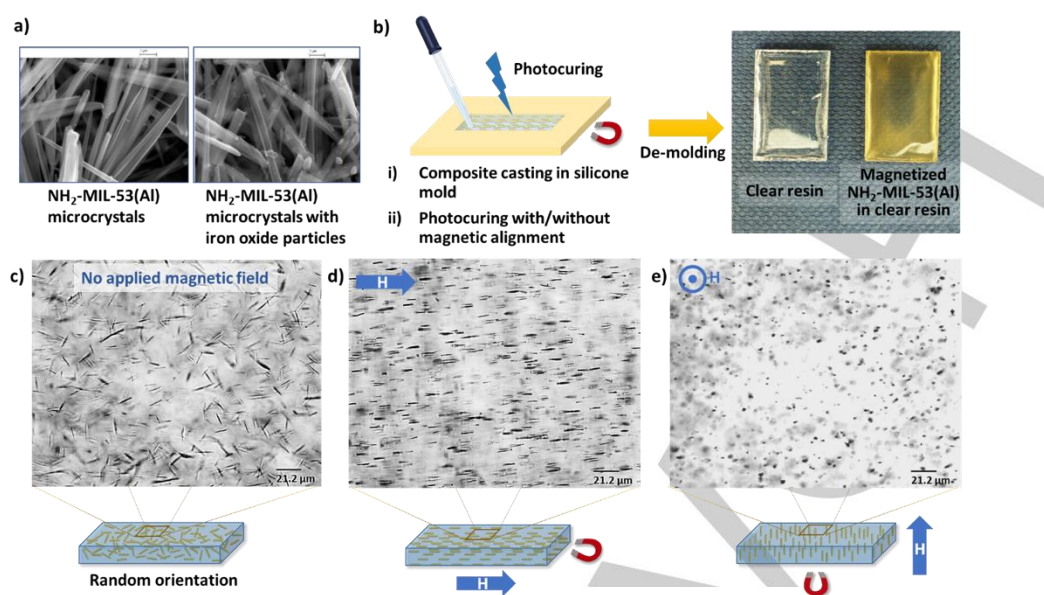 a)
NH₂-MIL-53(Al)
microcrystals
NH₂-MIL-53(Al)
microcrystals with
iron oxide particles
b)
Photocuring
i) Composite casting in silicone
mold
ii) Photocuring with/without
magnetic alignment
De-molding
Clear resin
Magnetized
NH₂-MIL-53(Al)
in clear resin
c)
No applied magnetic field
21.2 µm
Random orientation
d)
H
21.2 µm
H
e)
H
21.2 µm
H